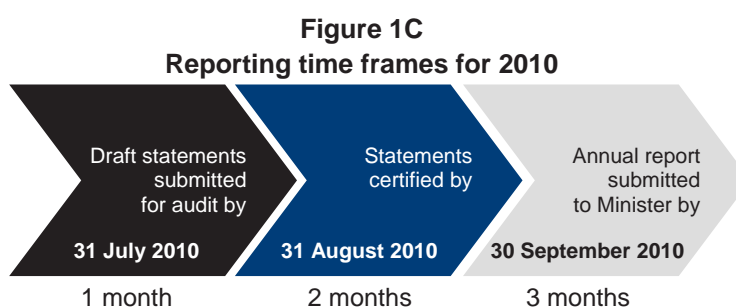 Figure 1C
Reporting time frames for 2010
Draft statements
submitted
for audit by
31 July 2010
Statements
certified by
31 August 2010
Annual report
submitted
to Minister by
30 September 2010
1 month
2 months
3 months